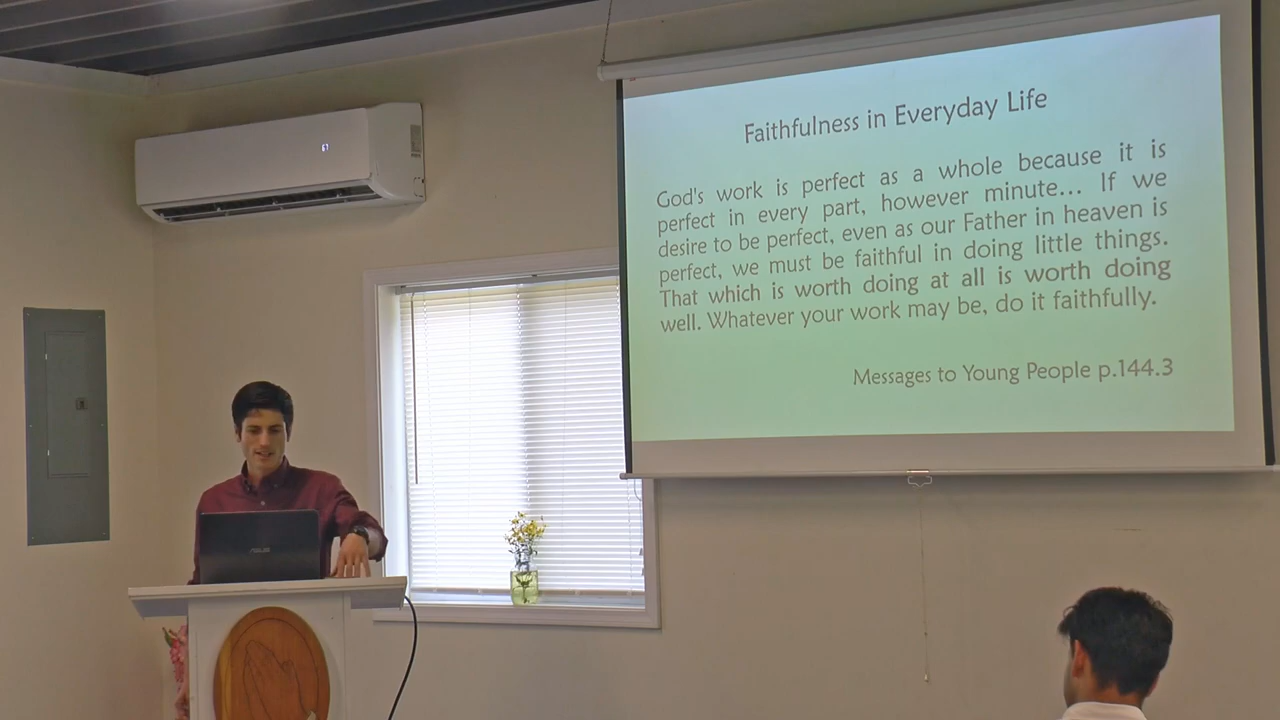 Faithfulness in Everyday Life
God's work is perfect as a whole because it is
perfect in every part, however minute... If we
desire to be perfect, even as our Father in heaven is
perfect, we must be faithful in doing little things.
That which is worth doing at all is worth doing
well. Whatever your work may be, do it faithfully.
Messages to Young People p.144.3
ASUS